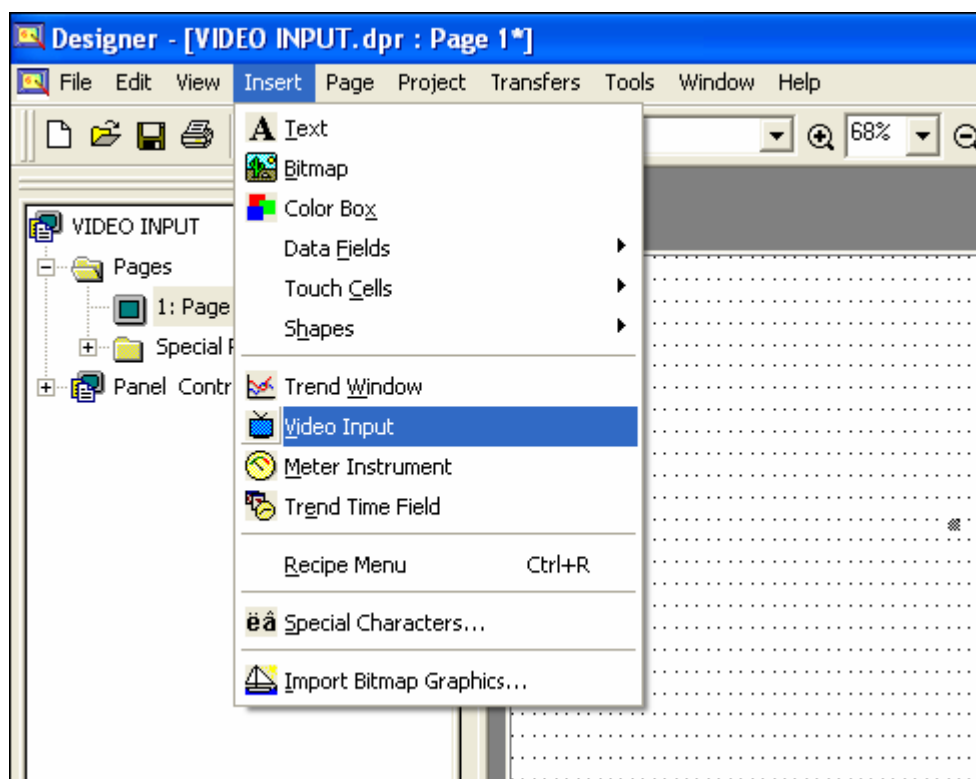 Designer - [VIDEO INPUT.dpr : Page 1*]
File Edit View Insert Page Project Transfers Tools Window Help
68%
VIDEO INPUT
Pages
1: Page
Special
Panel Contr
A Text
Bitmap
Color Box
Data Fields
Touch Cells
Shapes
Trend Window
Video Input
Meter Instrument
Trend Time Field
Recipe Menu Ctrl+R
ëâ Special Characters...
Import Bitmap Graphics...